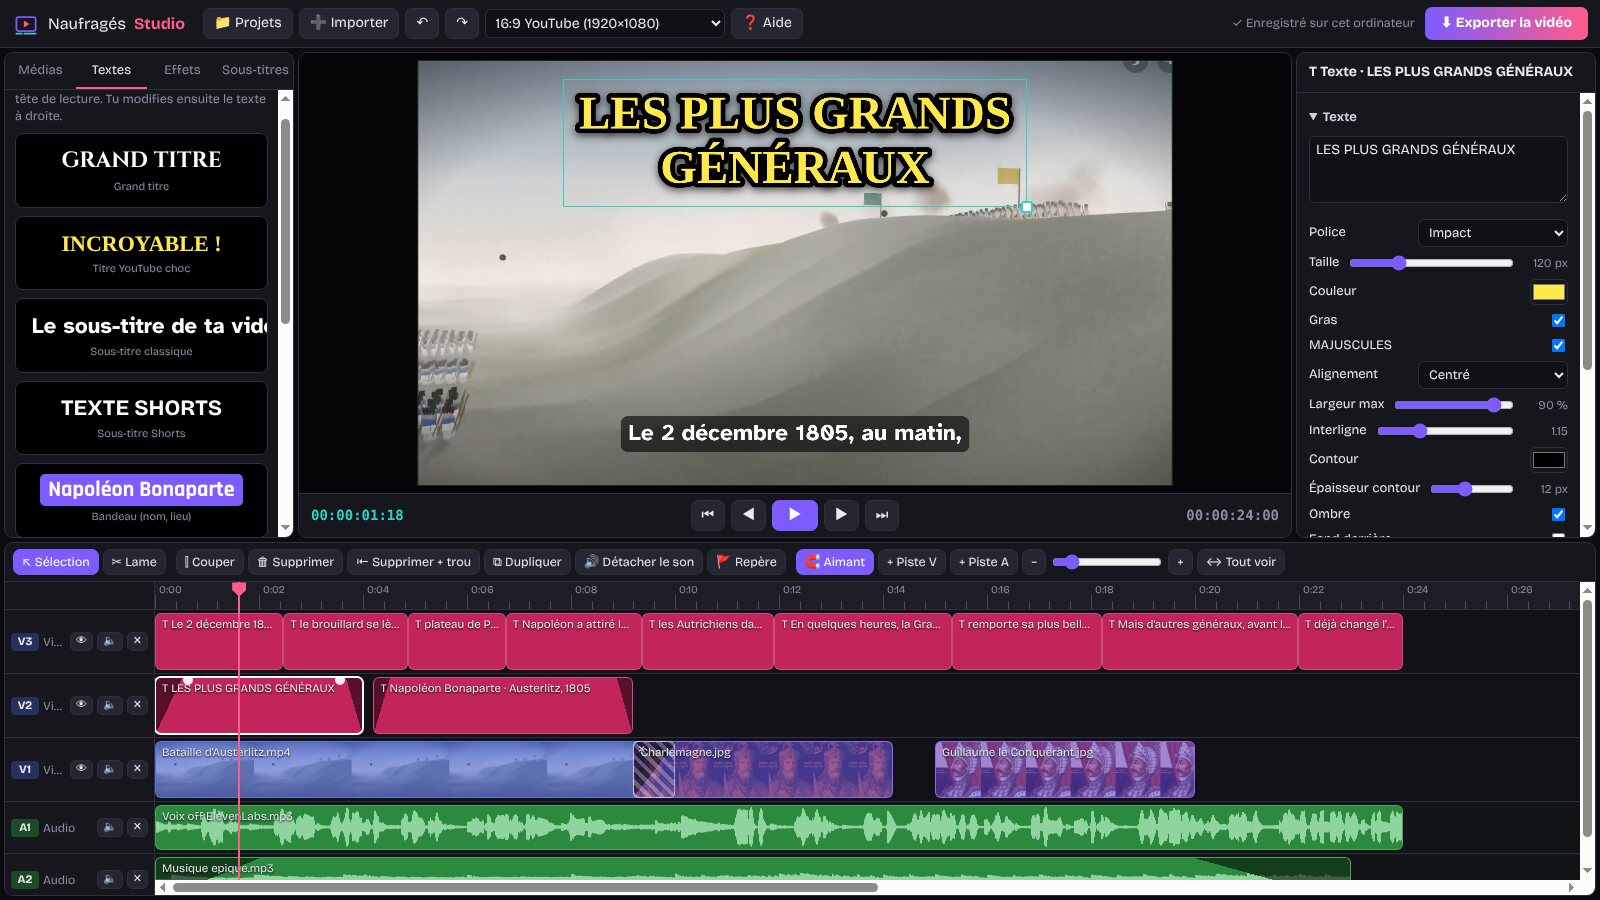 Naufragés Studio
📁 Projets
➕ Importer
↶
↷
16:9 YouTube (1920×1080)
❓ Aide
✓ Enregistré sur cet ordinateur
⬇ Exporter la vidéo
Médias
Textes
Effets
Sous-titres
tête de lecture. Tu modifies ensuite le texte
à droite.
GRAND TITRE
Grand titre
INCROYABLE !
Titre YouTube choc
Le sous-titre de ta vid
Sous-titre classique
TEXTE SHORTS
Sous-titre Shorts
Napoléon Bonaparte
Bandeau (nom, lieu)
LES PLUS GRANDS
GÉNÉRAUX
Le 2 décembre 1805, au matin,
00:00:01:18
00:00:24:00
T Texte · LES PLUS GRANDS GÉNÉRAUX
▼ Texte
LES PLUS GRANDS GÉNÉRAUX
Police
Impact
Taille
120 px
Couleur
Gras
MAJUSCULES
Alignement
Centré
Largeur max
90 %
Interligne
1.15
Contour
Épaisseur contour
12 px
Ombre
Fond derrière
Sélection
✂ Lame
Couper
🗑 Supprimer
Supprimer + trou
Dupliquer
🔊 Détacher le son
🚩 Repère
🧲 Aimant
+ Piste V
+ Piste A
−
+
↔ Tout voir
0:00
0:02
0:04
0:06
0:08
0:10
0:12
0:14
0:16
0:18
0:20
0:22
0:24
0:26
V3 Vi...
T Le 2 décembre 18...
T le brouillard se lè...
T plateau de P...
T Napoléon a attiré l...
T les Autrichiens da...
T En quelques heures, la Gra...
T remporte sa plus bell...
T Mais d'autres généraux, avant l...
T déjà changé l'...
V2 Vi...
T LES PLUS GRANDS GÉNÉRAUX
T Napoléon Bonaparte · Austerlitz, 1805
V1 Vi...
Bataille d'Austerlitz.mp4
Charlemagne.jpg
Guillaume le Conquerant.jpg
A1 Audio
Voix off ElevenLabs.mp3
A2 Audio
Musique epique.mp3